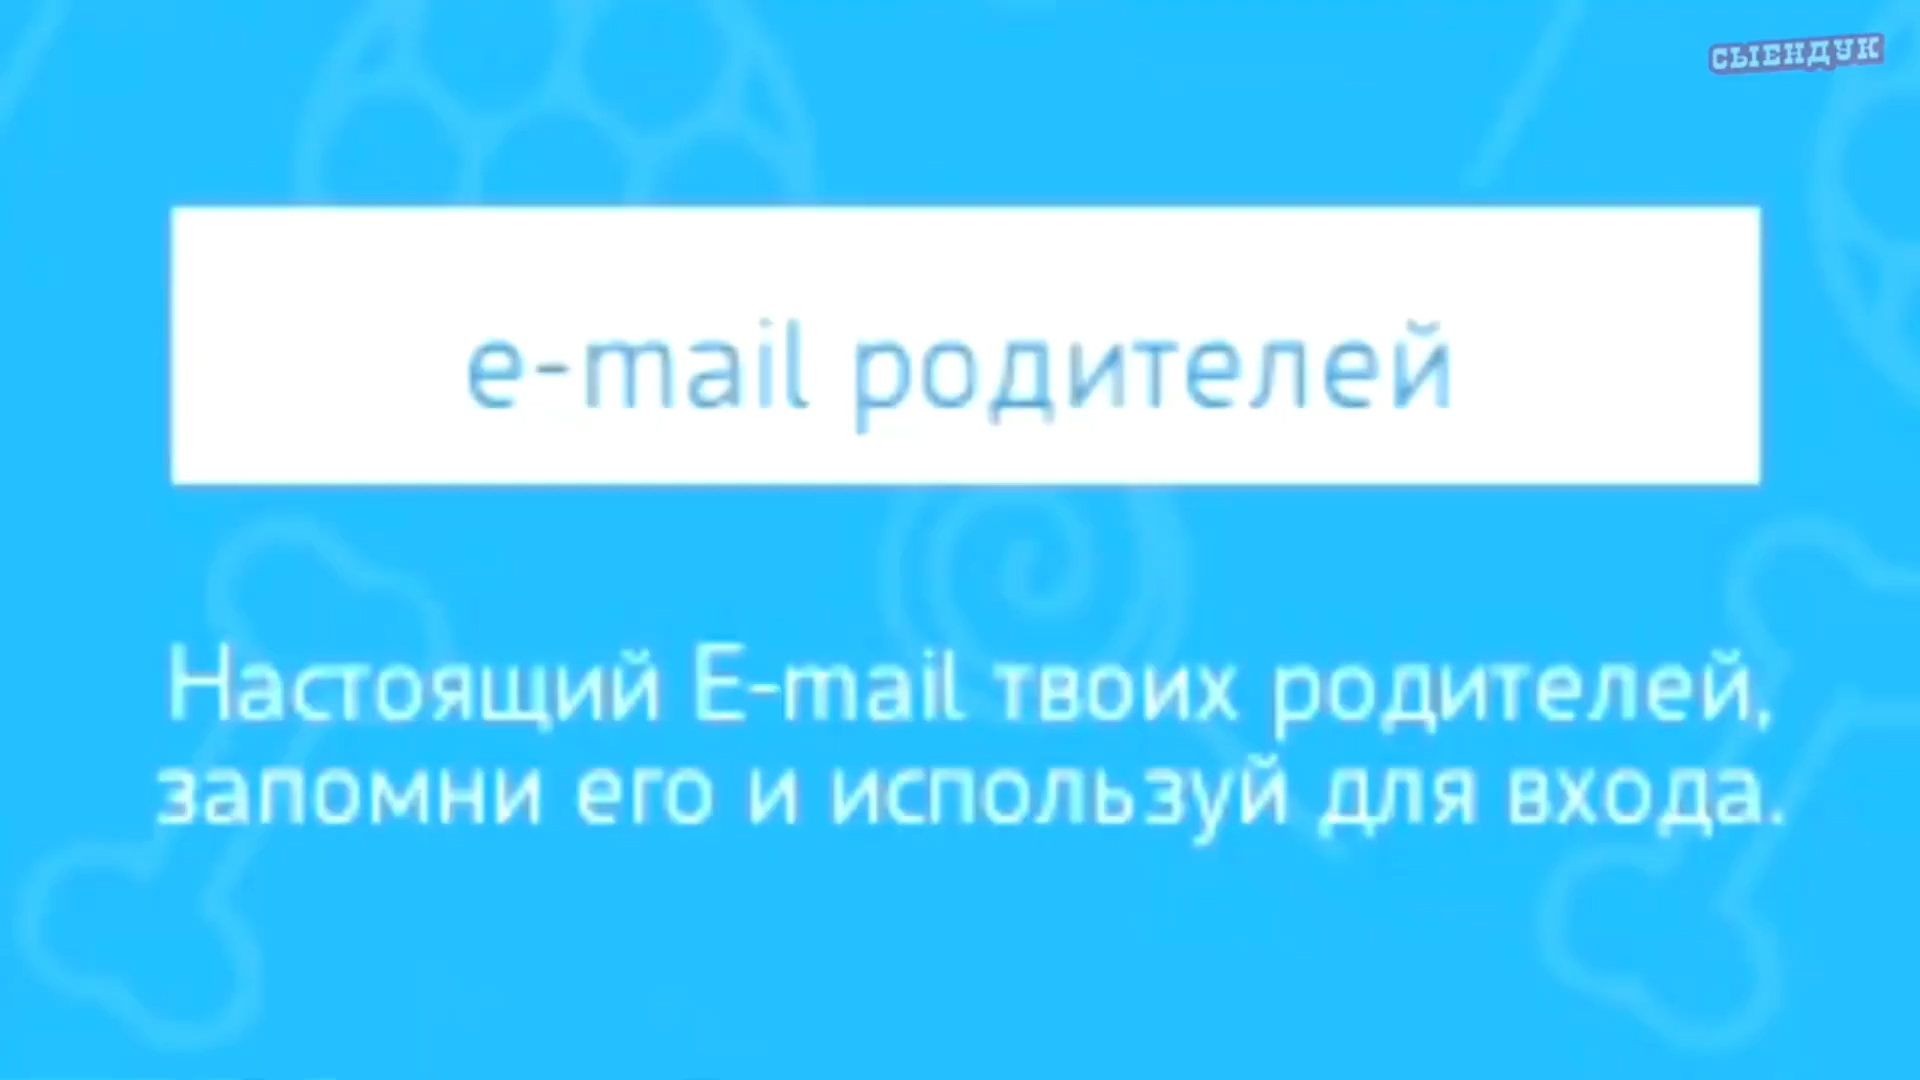 СЫЕНДУК
e-mail родителей
Настоящий E-mail твоих родителей,
запомни его и используй для входа.